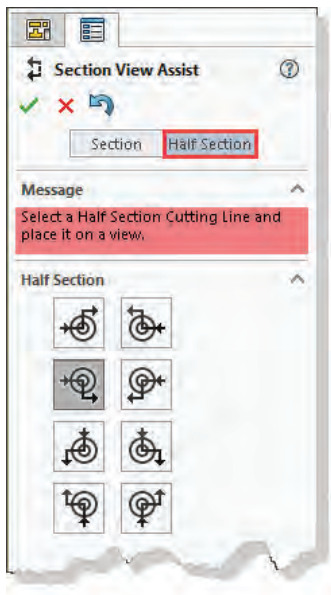 Section View Assist
Section Half Section
Message
Select a Half Section Cutting Line and
place it on a view.
Half Section